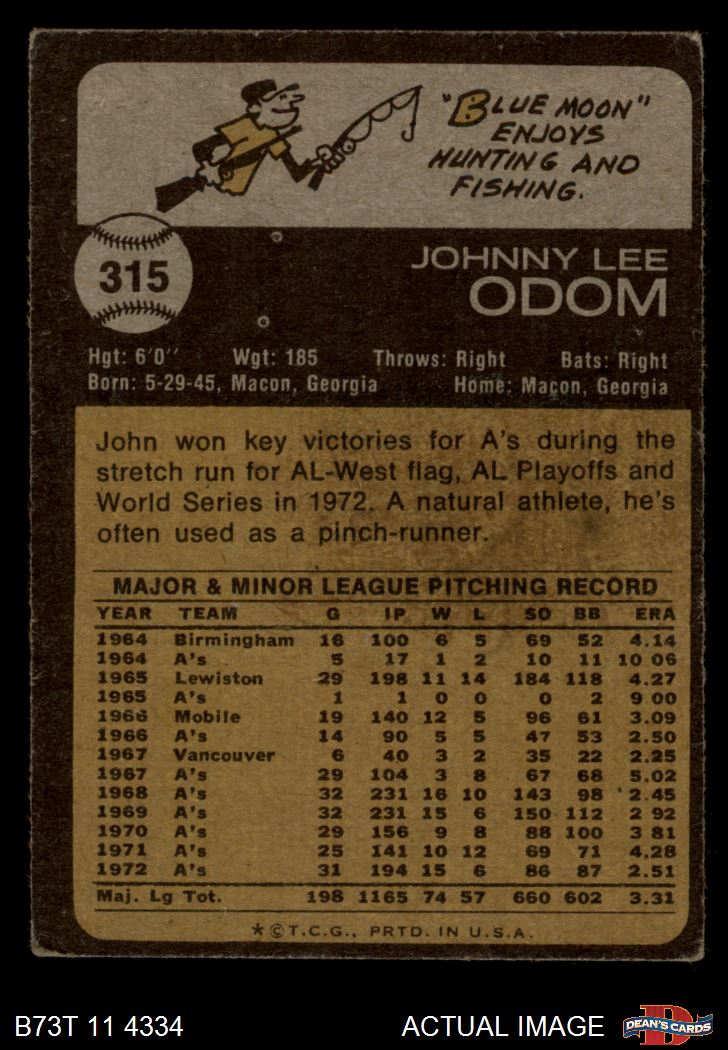 "BLUE MOON"
ENJOYS
HUNTING AND
FISHING.
315
JOHNNY LEE
ODOM
Hgt: 6'0" Wgt: 185 Throws: Right Bats: Right
Born: 5-29-45, Macon, Georgia Home: Macon, Georgia
John won key victories for A's during the
stretch run for AL-West flag, AL Playoffs and
World Series in 1972. A natural athlete, he's
often used as a pinch-runner.
MAJOR & MINOR LEAGUE PITCHING RECORD
YEAR TEAM G IP W L SO BB ERA
1964 Birmingham 16 100 6 5 69 52 4.14
1964 A's 5 17 1 2 10 11 10 06
1965 Lewiston 29 198 11 14 184 118 4.27
1965 A's 1 1 0 0 0 2 9 00
1966 Mobile 19 140 12 5 96 61 3.09
1966 A's 14 90 5 5 47 53 2.50
1967 Vancouver 6 40 3 2 35 22 2.25
1967 A's 29 104 3 8 67 68 5.02
1968 A's 32 231 16 10 143 98 2.45
1969 A's 32 231 15 6 150 112 2 92
1970 A's 29 156 9 8 88 100 3 81
1971 A's 25 141 10 12 69 71 4.28
1972 A's 31 194 15 6 86 87 2.51
Maj. Lg Tot. 198 1165 74 57 660 602 3.31
*©T.C.G., PRTD. IN U.S.A.
B73T 11 4334 ACTUAL IMAGE D DEAN'S CARDS